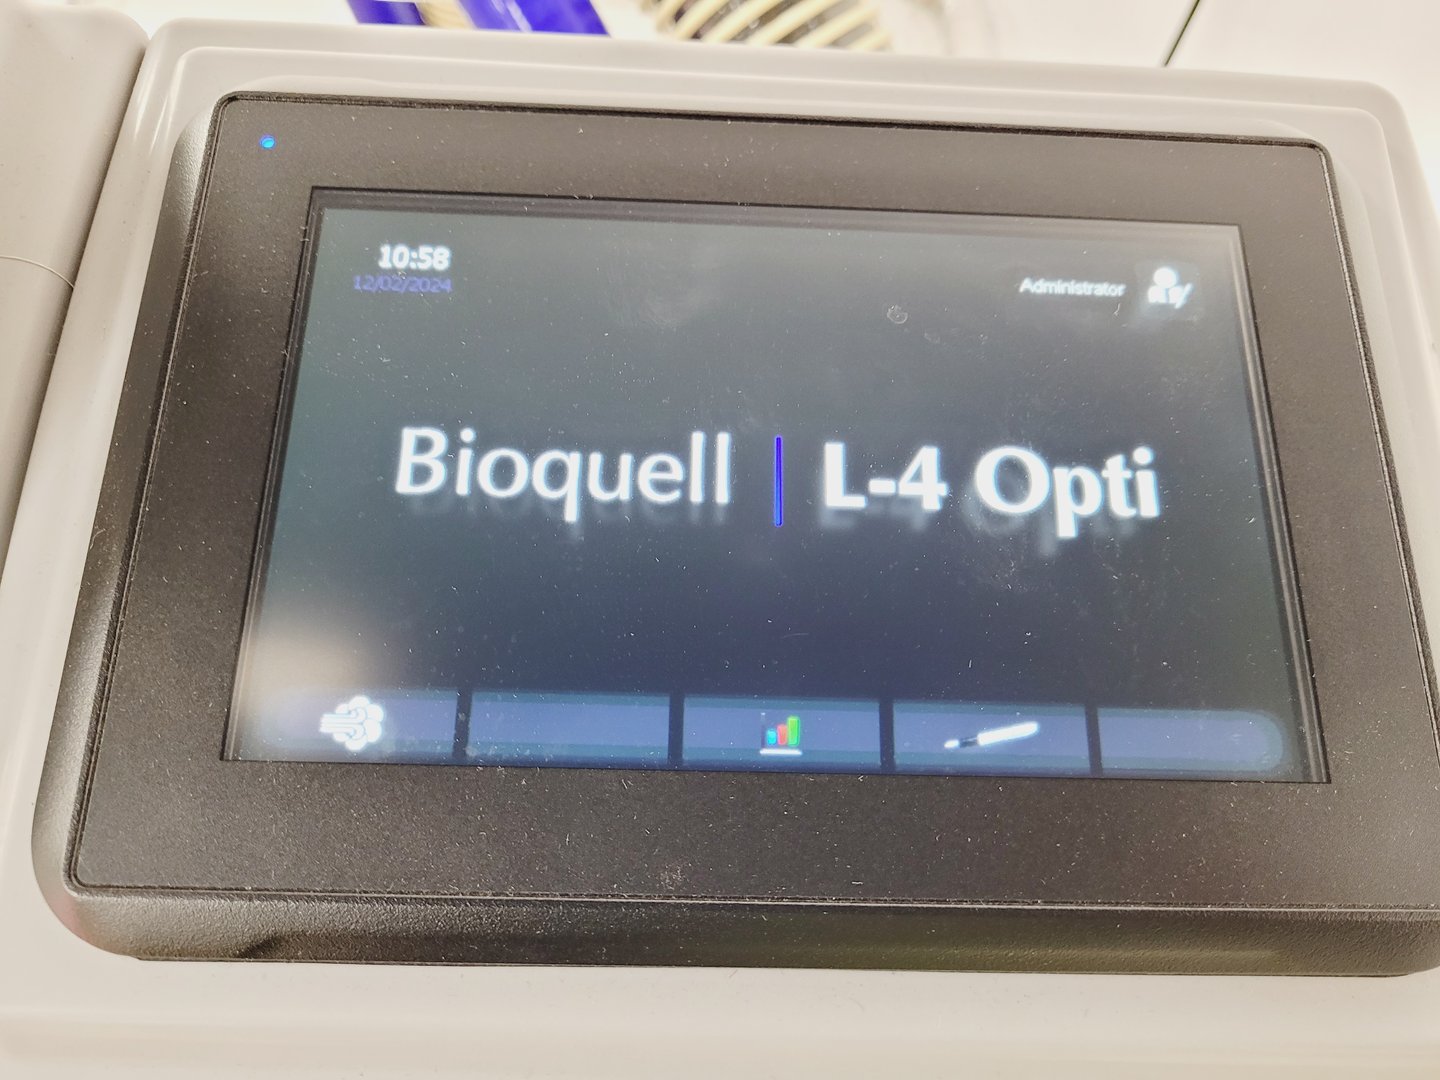 10:58
12/02/2024
Administrator
Bioquell | L-4 Opti